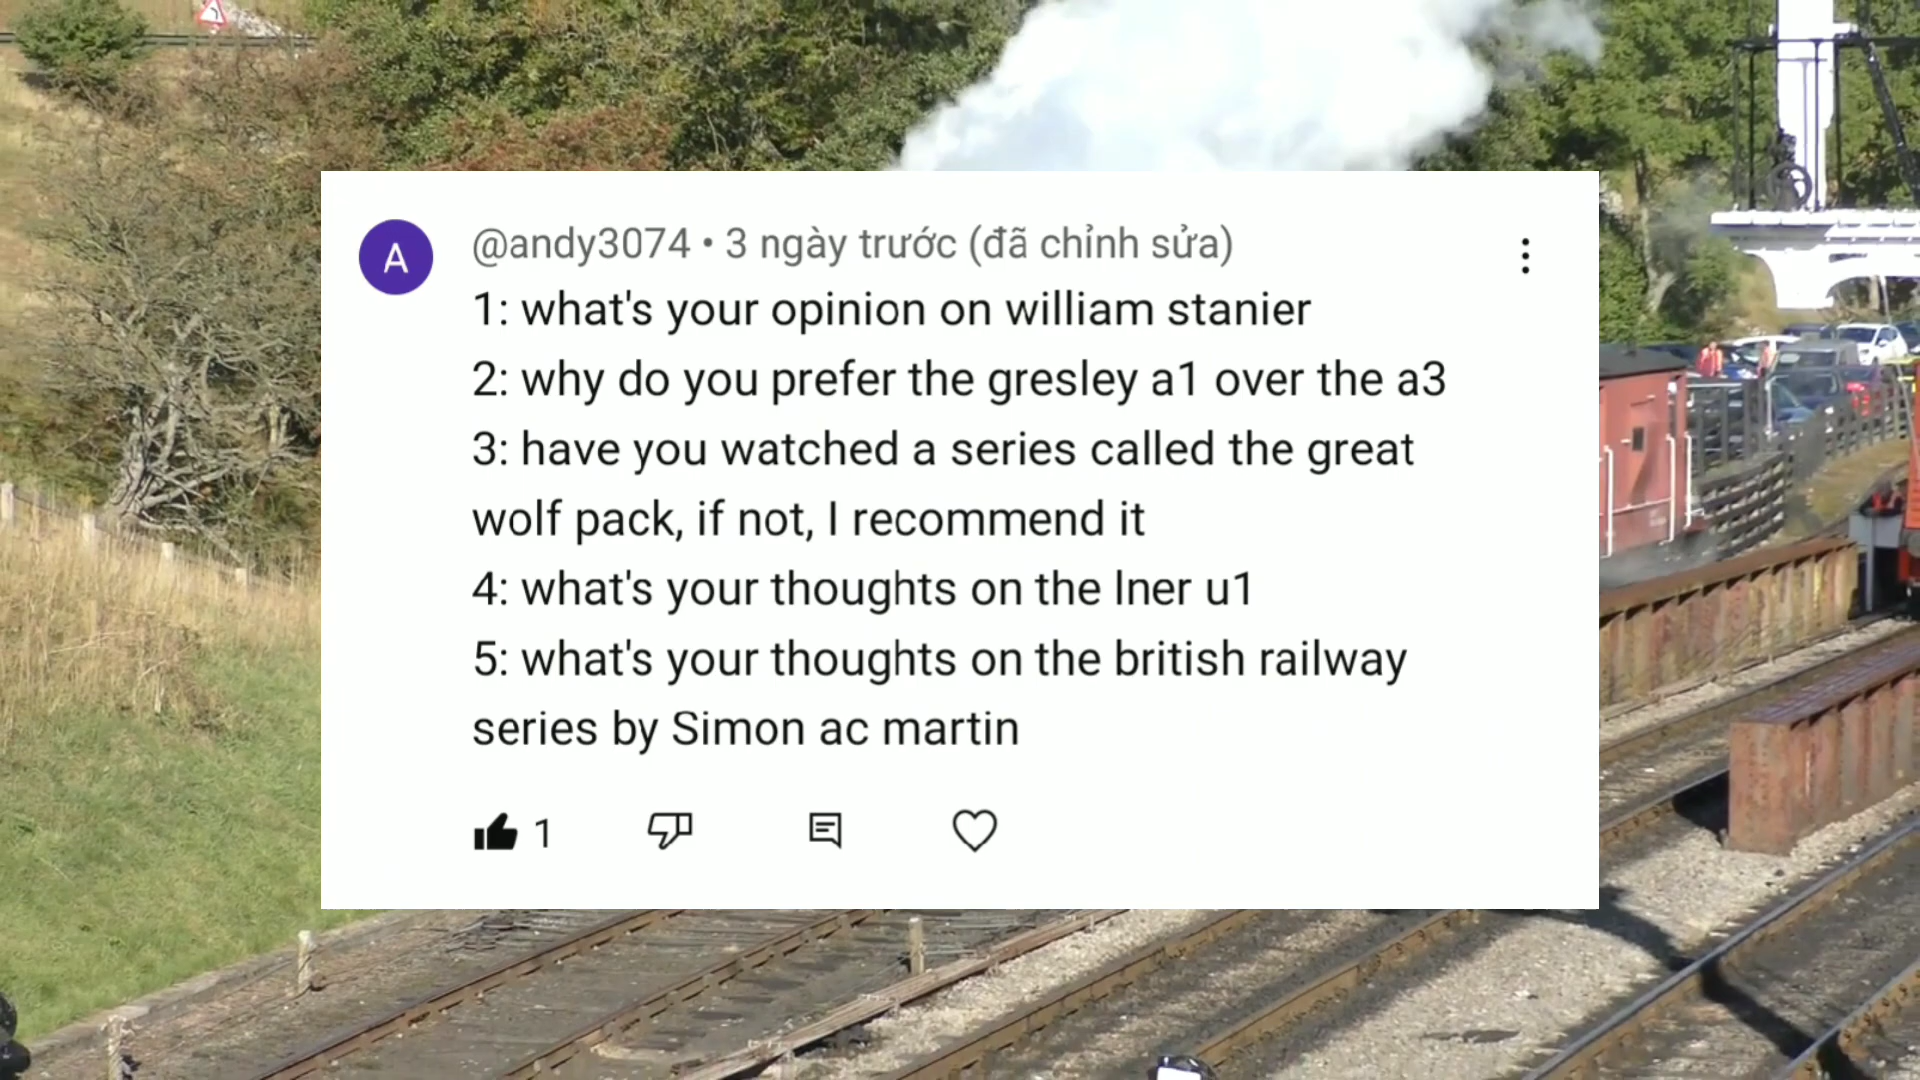 A
@andy3074 • 3 ngày trước (đã chỉnh sửa)
1: what's your opinion on william stanier
2: why do you prefer the gresley a1 over the a3
3: have you watched a series called the great
wolf pack, if not, I recommend it
4: what's your thoughts on the lner u1
5: what's your thoughts on the british railway
series by Simon ac martin
1